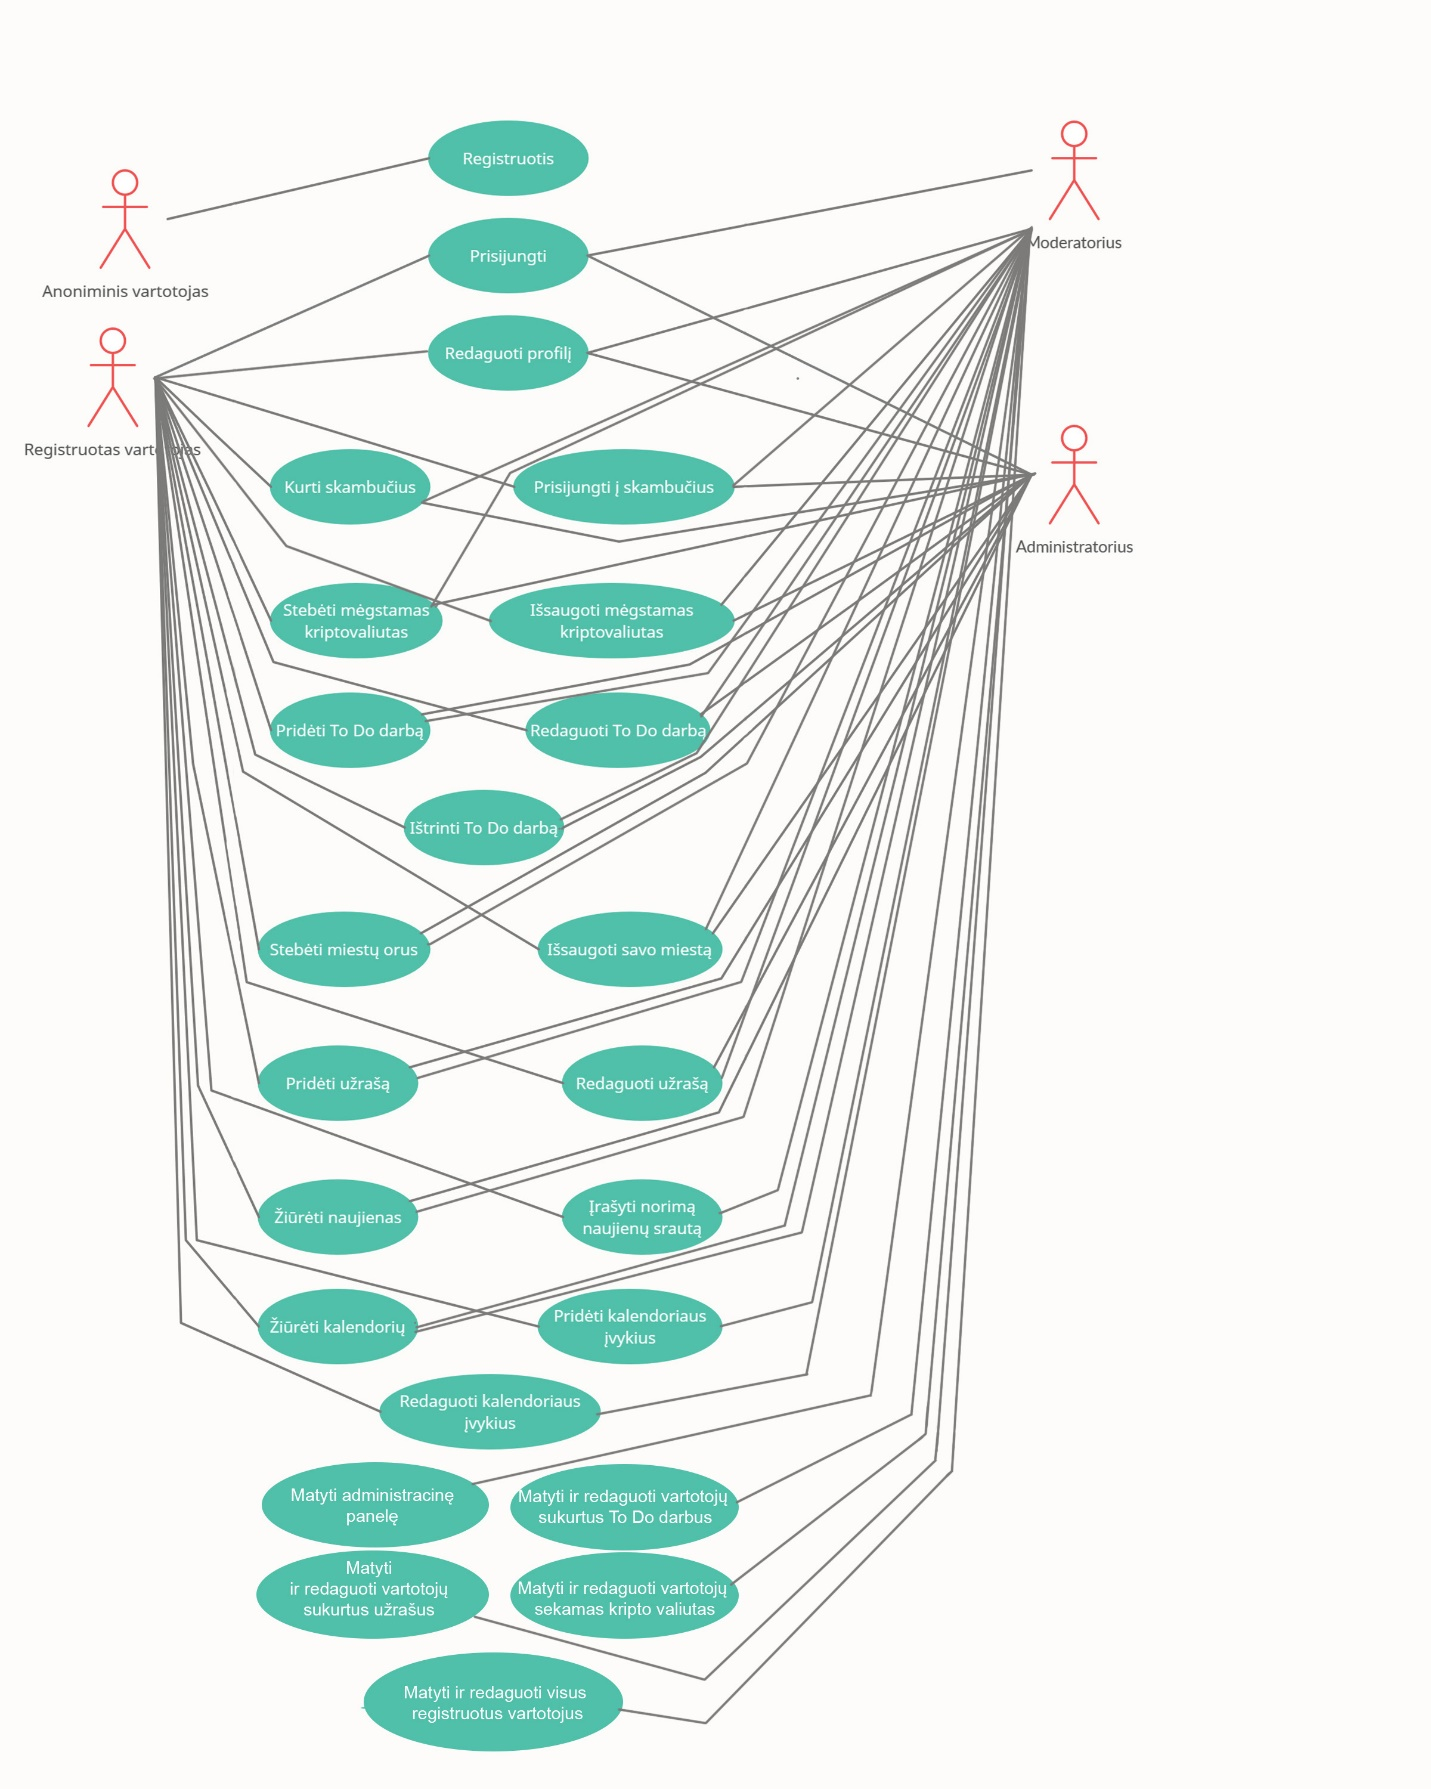 Registruotis
Moderatorius
Prisijungti
Anoniminis vartotojas
Redaguoti profilį
Registruotas vartotojas
Kurti skambučius
Prisijungti į skambučius
Administratorius
Stebėti mėgstamas
kriptovaliutas
Išsaugoti mėgstamas
kriptovaliutas
Pridėti To Do darbą
Redaguoti To Do darbą
Ištrinti To Do darbą
Stebėti miestų orus
Išsaugoti savo miestą
Pridėti užrašą
Redaguoti užrašą
Žiūrėti naujienas
Įrašyti norimą
naujienų srautą
Žiūrėti kalendorių
Pridėti kalendoriaus
įvykius
Redaguoti kalendoriaus
įvykius
Matyti administracinę
panelę
Matyti ir redaguoti vartotojų
sukurtus To Do darbus
Matyti
ir redaguoti vartotojų
sukurtus užrašus
Matyti ir redaguoti vartotojų
sekamas kripto valiutas
Matyti ir redaguoti visus
registruotus vartotojus